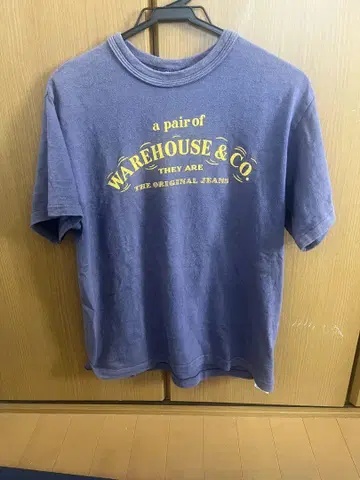 a pair of
WAREHOUSE & CO.
THEY ARE
THE ORIGINAL JEANS